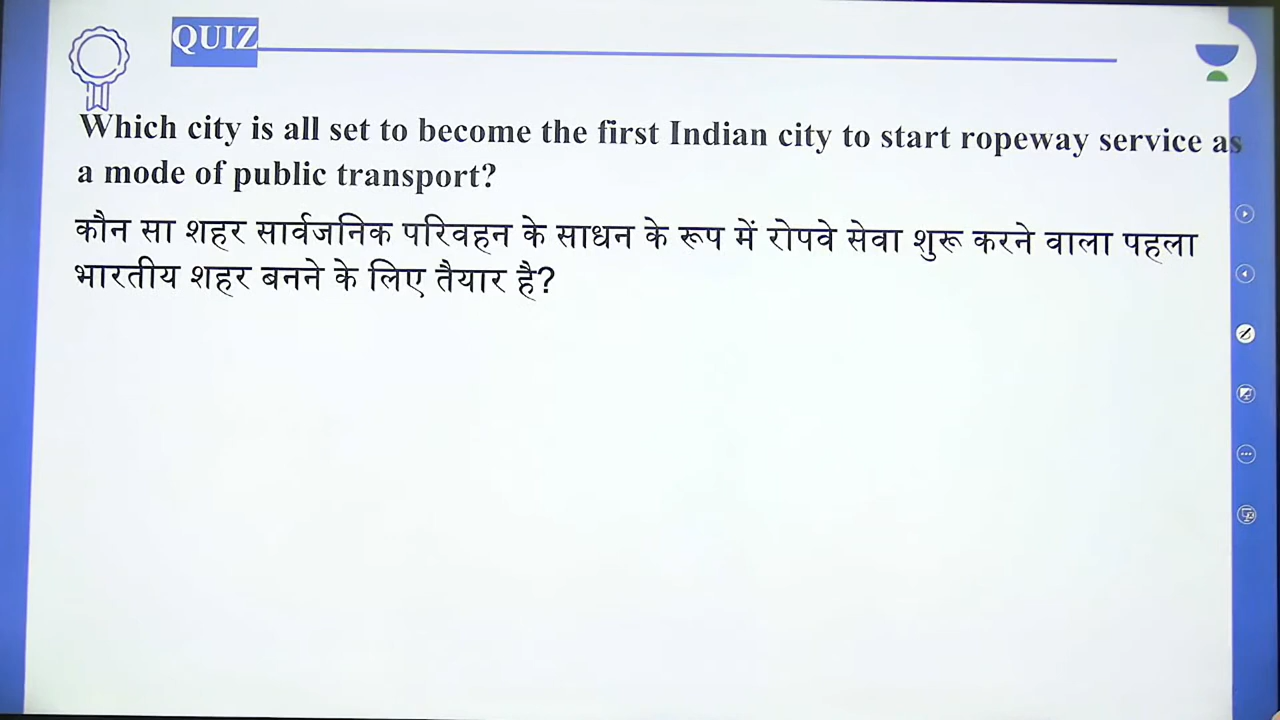 QUIZ
Which city is all set to become the first Indian city to start ropeway service as
a mode of public transport?
कौन सा शहर सार्वजनिक परिवहन के साधन के रूप में रोपवे सेवा शुरू करने वाला पहला
भारतीय शहर बनने के लिए तैयार है?